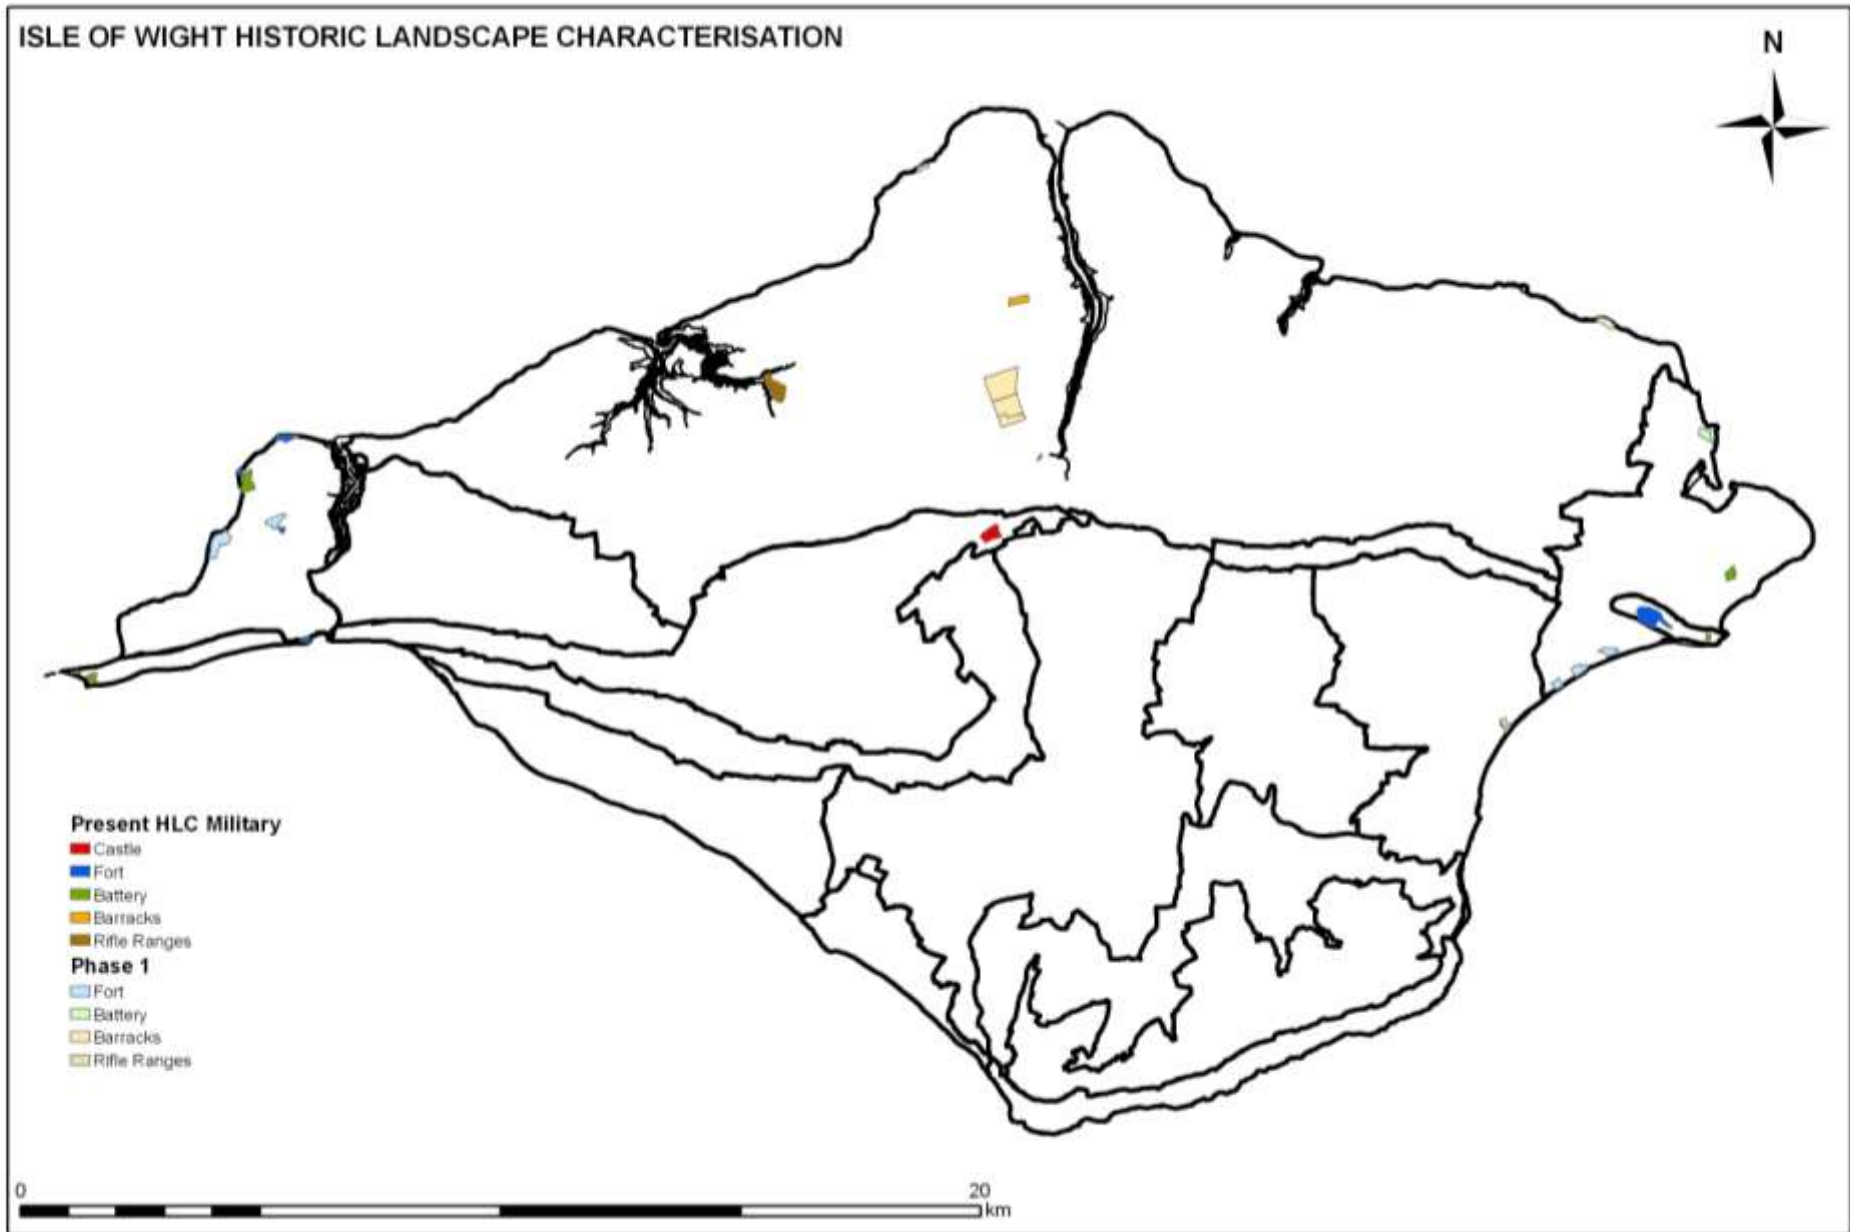 ISLE OF WIGHT HISTORIC LANDSCAPE CHARACTERISATION
N
Present HLC Military
Castle
Fort
Battery
Barracks
Rifle Ranges
Phase 1
Fort
Battery
Barracks
Rifle Ranges
0 20
km